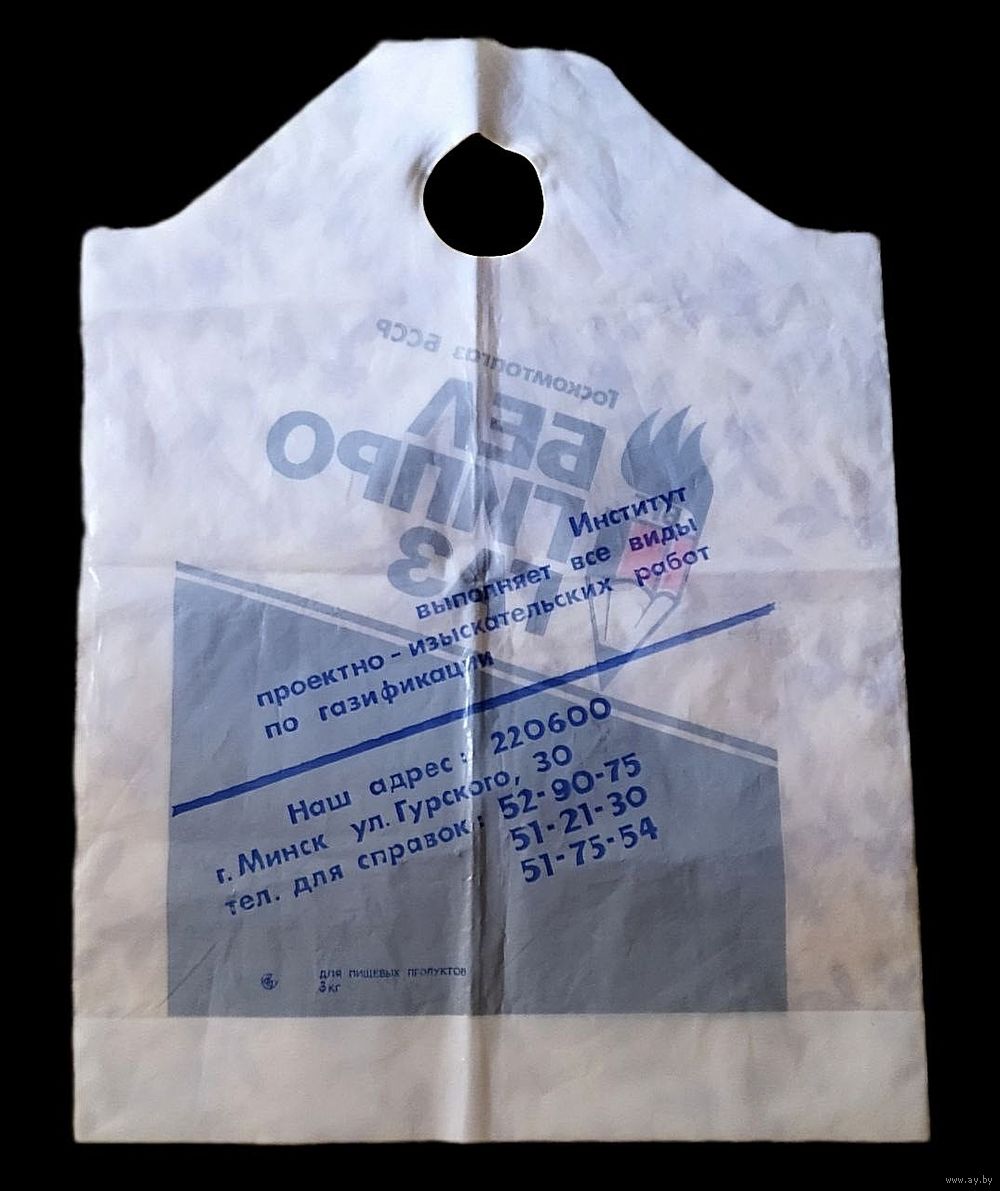 Госкомтопгаз БССР
БЕЛ
ГИПРО
ГАЗ
Институт
выполняет все виды
проектно-изыскательских работ
по газификации
Наш адрес: 220600
г. Минск ул. Гурского, 30
тел. для справок: 52-90-75
51-21-30
51-75-54
ДЛЯ ПИЩЕВЫХ ПРОДУКТОВ
3 КГ
www.ay.by